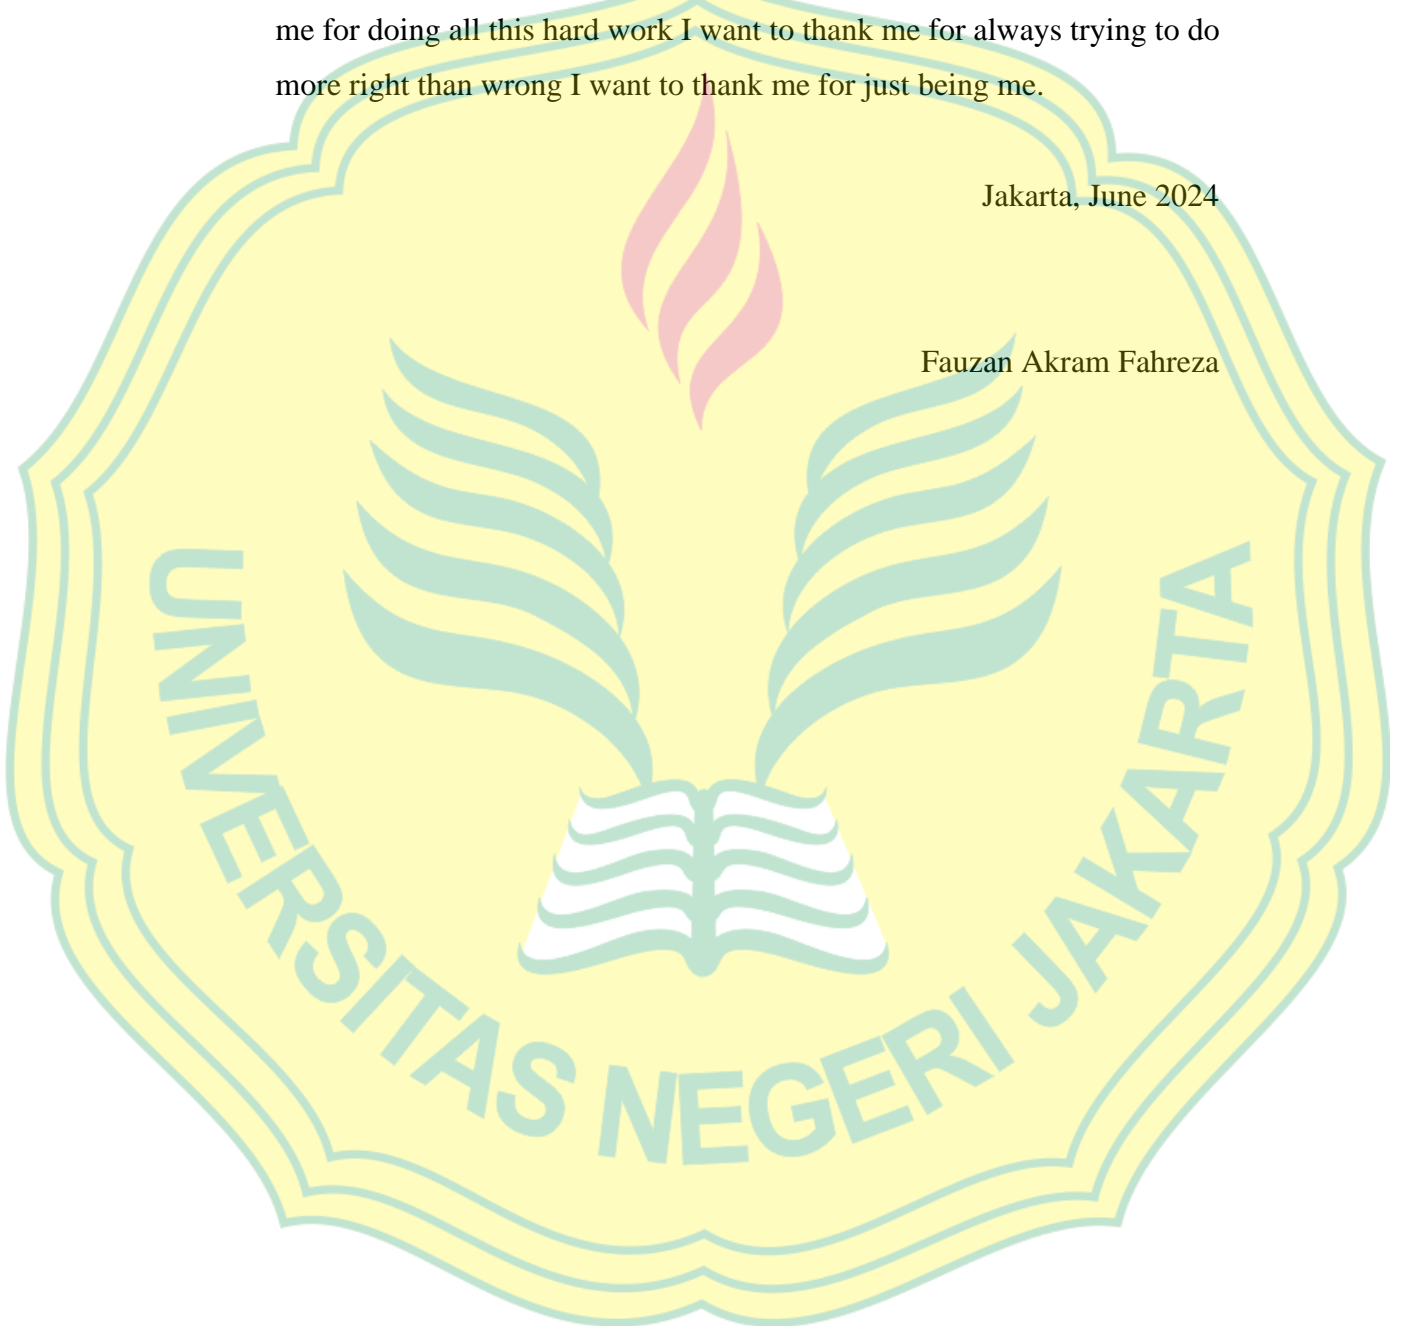 me for doing all this hard work I want to thank me for always trying to do
more right than wrong I want to thank me for just being me.
Jakarta, June 2024
Fauzan Akram Fahreza
UNIVERSITAS NEGERI JAKARTA